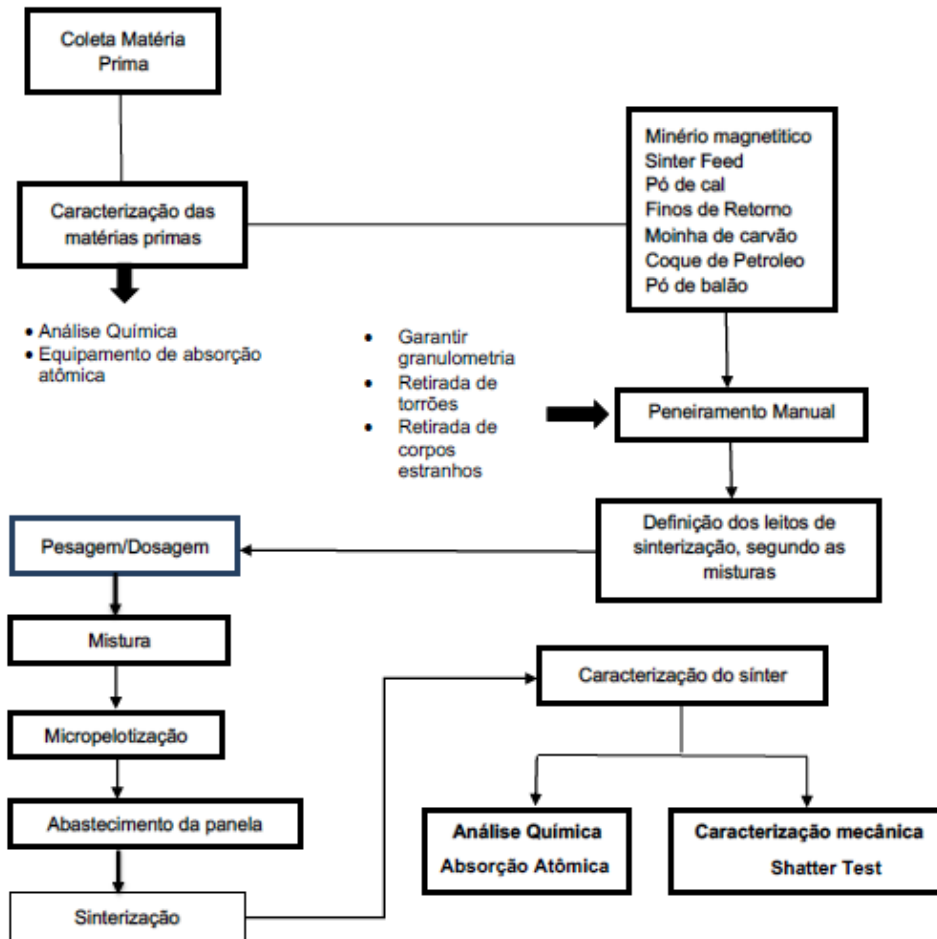 Coleta Matéria
Prima
Caracterização das
matérias primas
• Análise Química
• Equipamento de absorção
atômica
Minério magnetitico
Sinter Feed
Pó de cal
Finos de Retorno
Moinha de carvão
Coque de Petroleo
Pó de balão
• Garantir
granulometria
• Retirada de
torrões
• Retirada de
corpos
estranhos
Peneiramento Manual
Definição dos leitos de
sinterização, segundo as
misturas
Pesagem/Dosagem
Mistura
Micropelotização
Abastecimento da panela
Sinterização
Caracterização do sínter
Análise Química
Absorção Atômica
Caracterização mecânica
Shatter Test